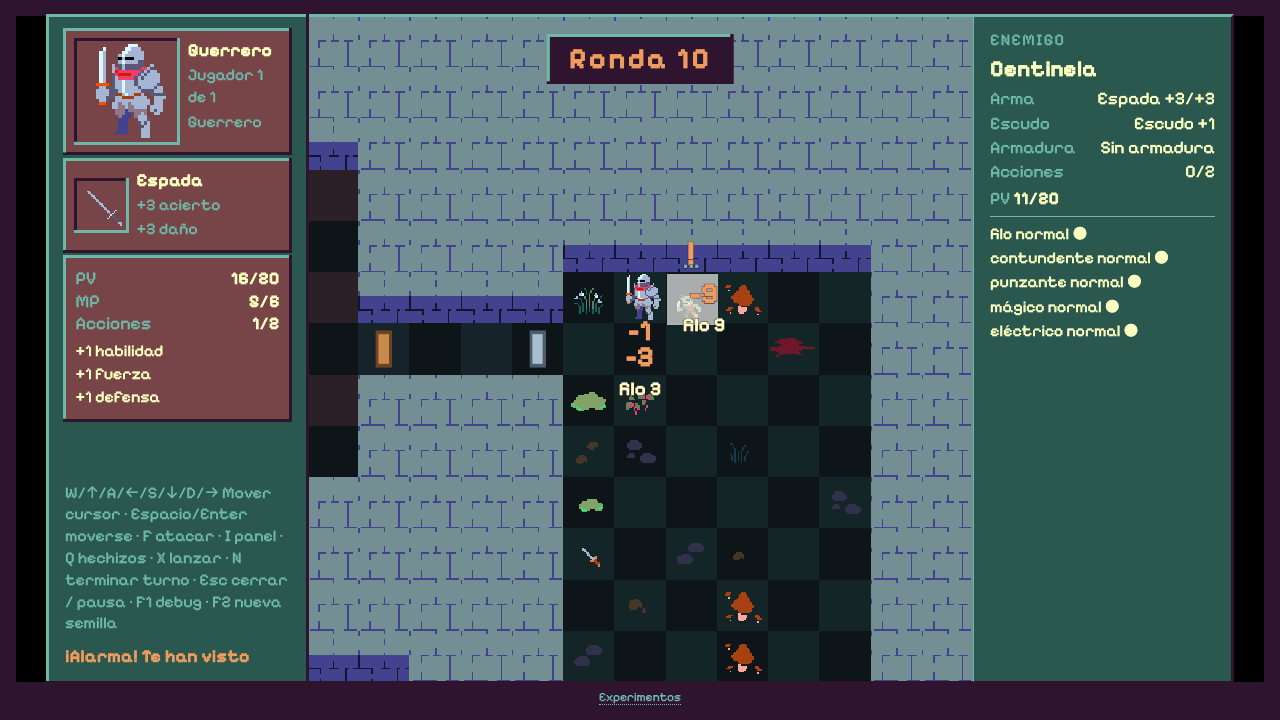 Guerrero
Jugador 1
de 1
Guerrero
Espada
+3 acierto
+3 daño
PV 16/20
MP 2/6
Acciones 1/2
+1 habilidad
+1 fuerza
+1 defensa
W/↑/A/←/S/↓/D/→ Mover
cursor · Espacio/Enter
moverse · F atacar · I panel ·
Q hechizos · X lanzar · N
terminar turno · Esc cerrar
/ pausa · F1 debug · F2 nueva
semilla
¡Alarma! Te han visto
Ronda 10
-9
Filo 9
-1
-3
Filo 3
ENEMIGO
Centinela
Arma Espada +3/+3
Escudo Escudo +1
Armadura Sin armadura
Acciones 0/2
PV 11/20
Filo normal
contundente normal
punzante normal
mágico normal
eléctrico normal
Experimentos